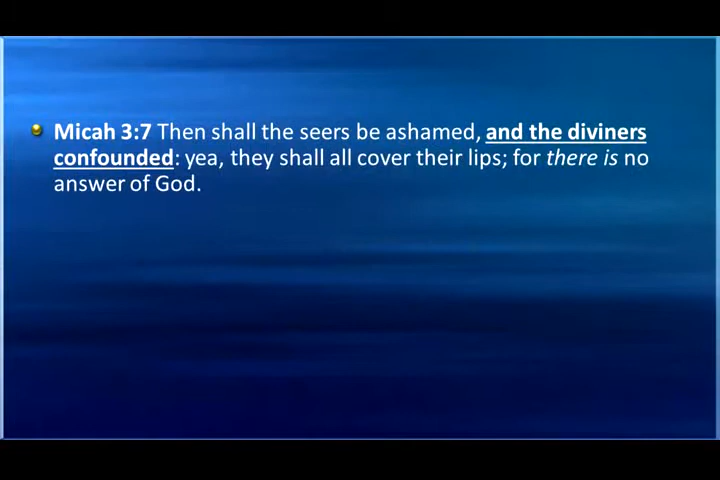 Micah 3:7 Then shall the seers be ashamed, and the diviners
confounded: yea, they shall all cover their lips; for there is no
answer of God.